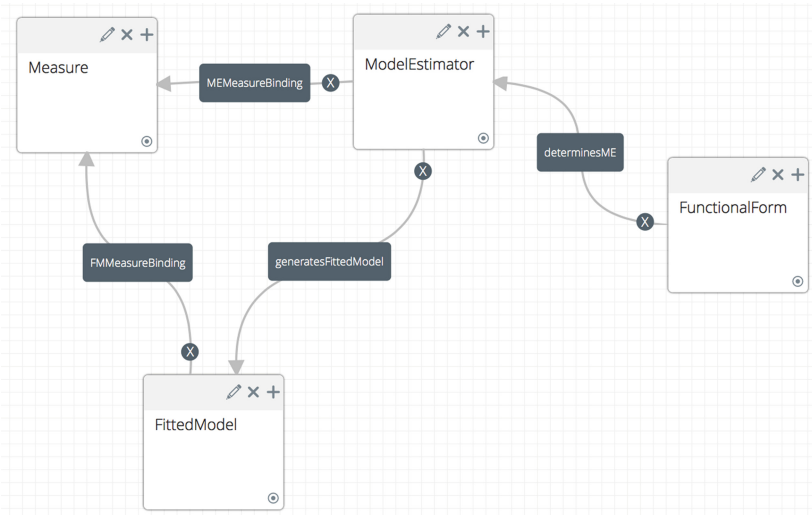 Measure
MEMeasureBinding
X
ModelEstimator
X
determinesME
X
FunctionalForm
FMMeasureBinding
generatesFittedModel
X
FittedModel